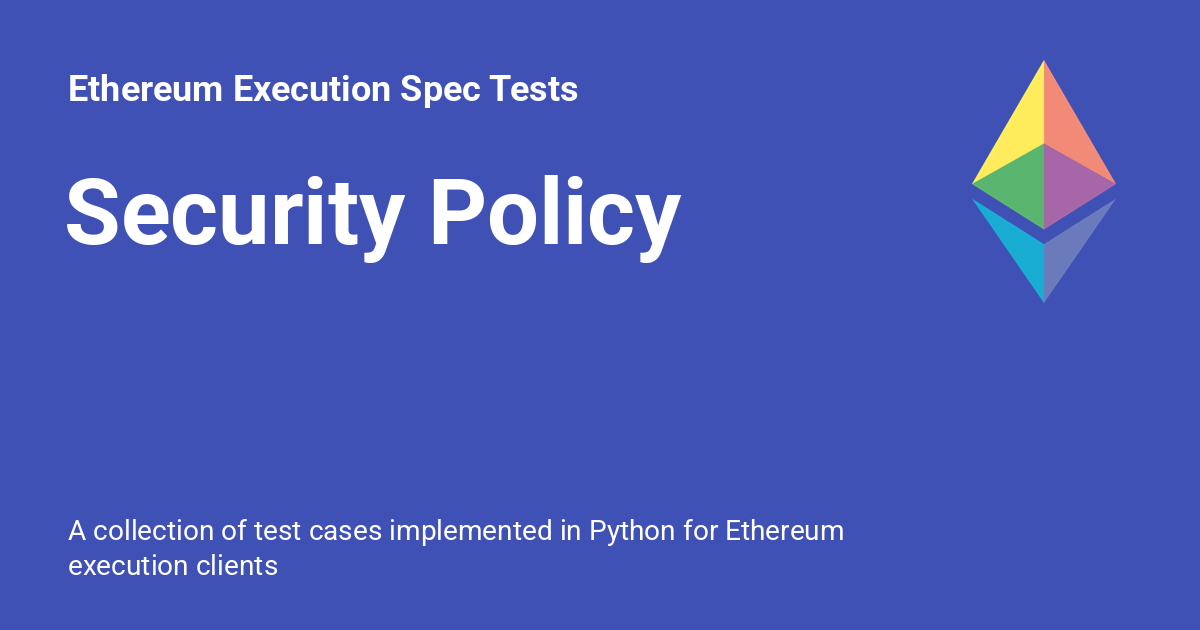 Ethereum Execution Spec Tests
Security Policy
A collection of test cases implemented in Python for Ethereum
execution clients